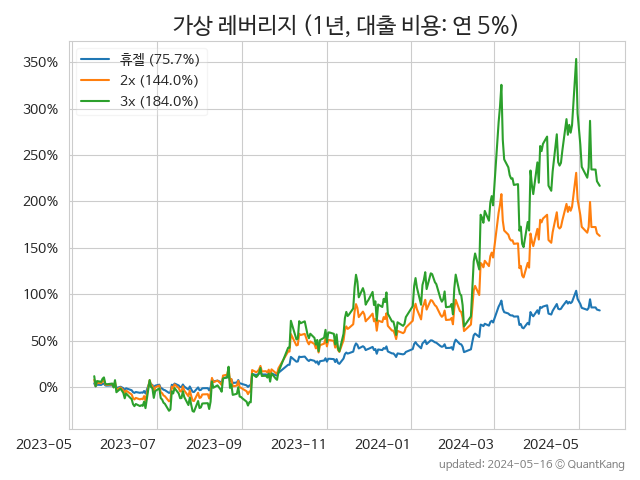 가상 레버리지 (1년, 대출 비용: 연 5%)
휴젤 (75.7%)
2x (144.0%)
3x (184.0%)
350%
300%
250%
200%
150%
100%
50%
0%
2023-05 2023-07 2023-09 2023-11 2024-01 2024-03 2024-05
updated: 2024-05-16 © QuantKang